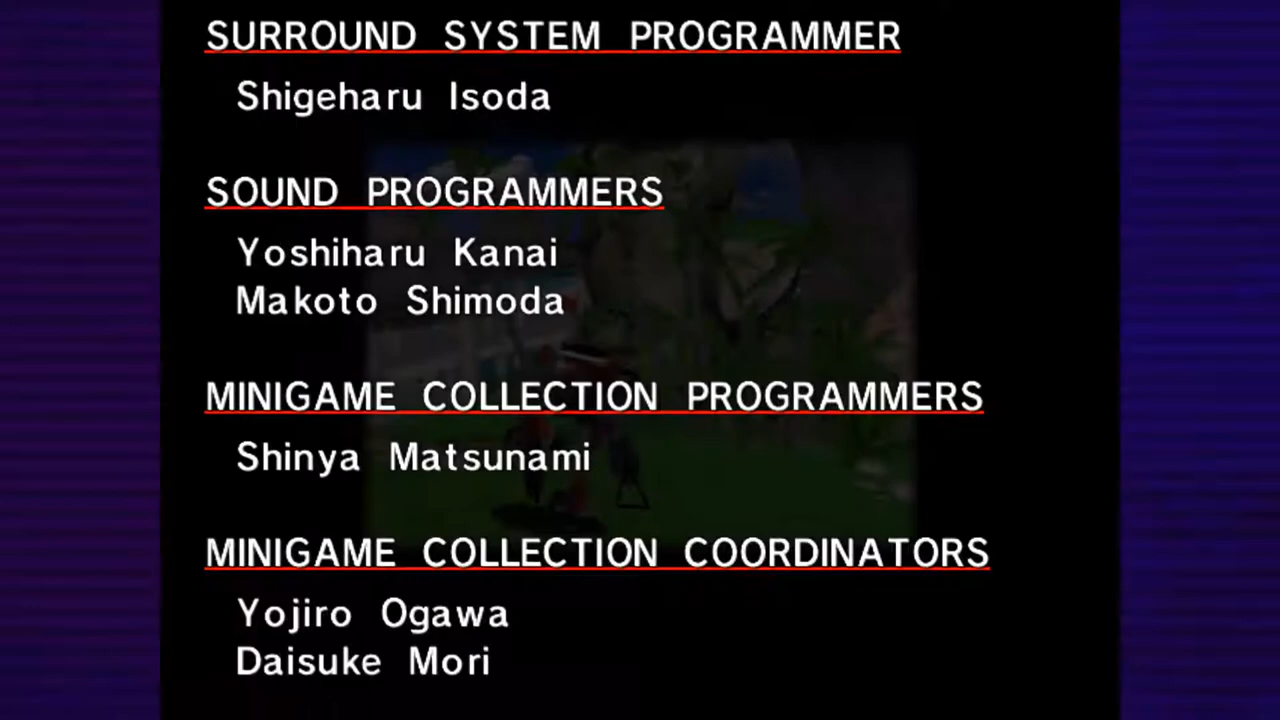 SURROUND SYSTEM PROGRAMMER
Shigeharu Isoda
SOUND PROGRAMMERS
Yoshiharu Kanai
Makoto Shimoda
MINIGAME COLLECTION PROGRAMMERS
Shinya Matsunami
MINIGAME COLLECTION COORDINATORS
Yojiro Ogawa
Daisuke Mori